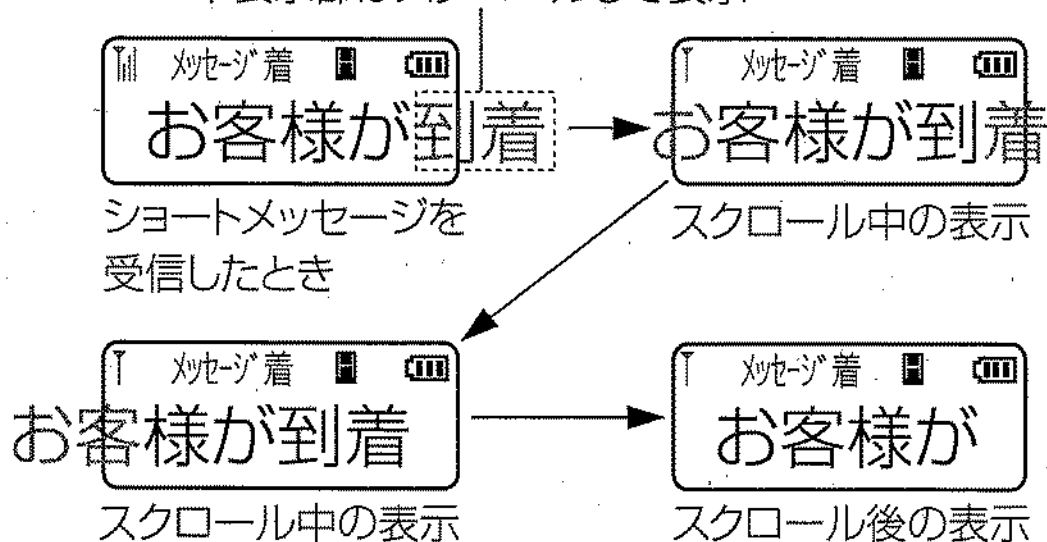 メッセージ着
お客様が到着
ショートメッセージを
受信したとき
メッセージ着
お客様が到着
スクロール中の表示
メッセージ着
お客様が到着
スクロール中の表示
メッセージ着
お客様が
スクロール後の表示